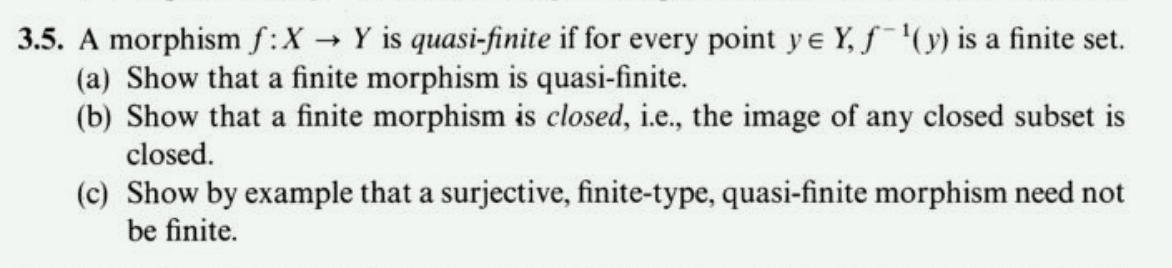 3.5. A morphism f: X → Y is quasi-finite if for every point y ∈ Y, f⁻¹(y) is a finite set.
(a) Show that a finite morphism is quasi-finite.
(b) Show that a finite morphism is closed, i.e., the image of any closed subset is
closed.
(c) Show by example that a surjective, finite-type, quasi-finite morphism need not
be finite.